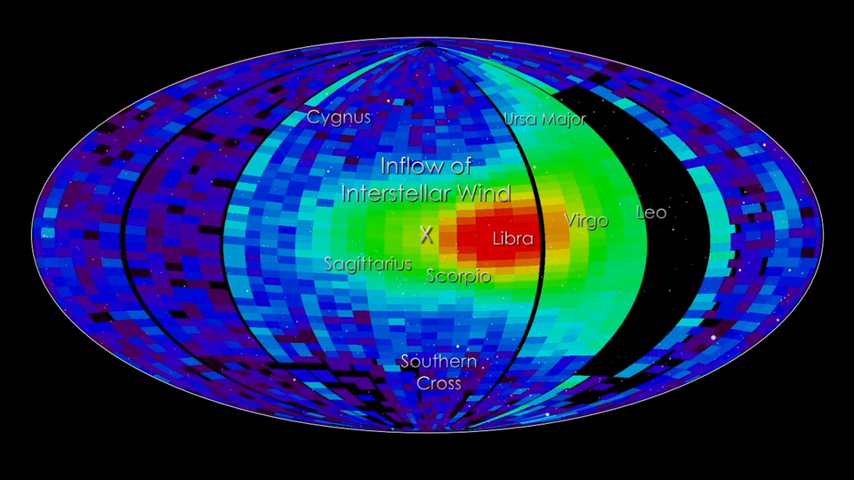 Cygnus
Ursa Major
Inflow of
Interstellar Wind
Leo
Virgo
X
Libra
Sagittarius
Scorpio
Southern
Cross